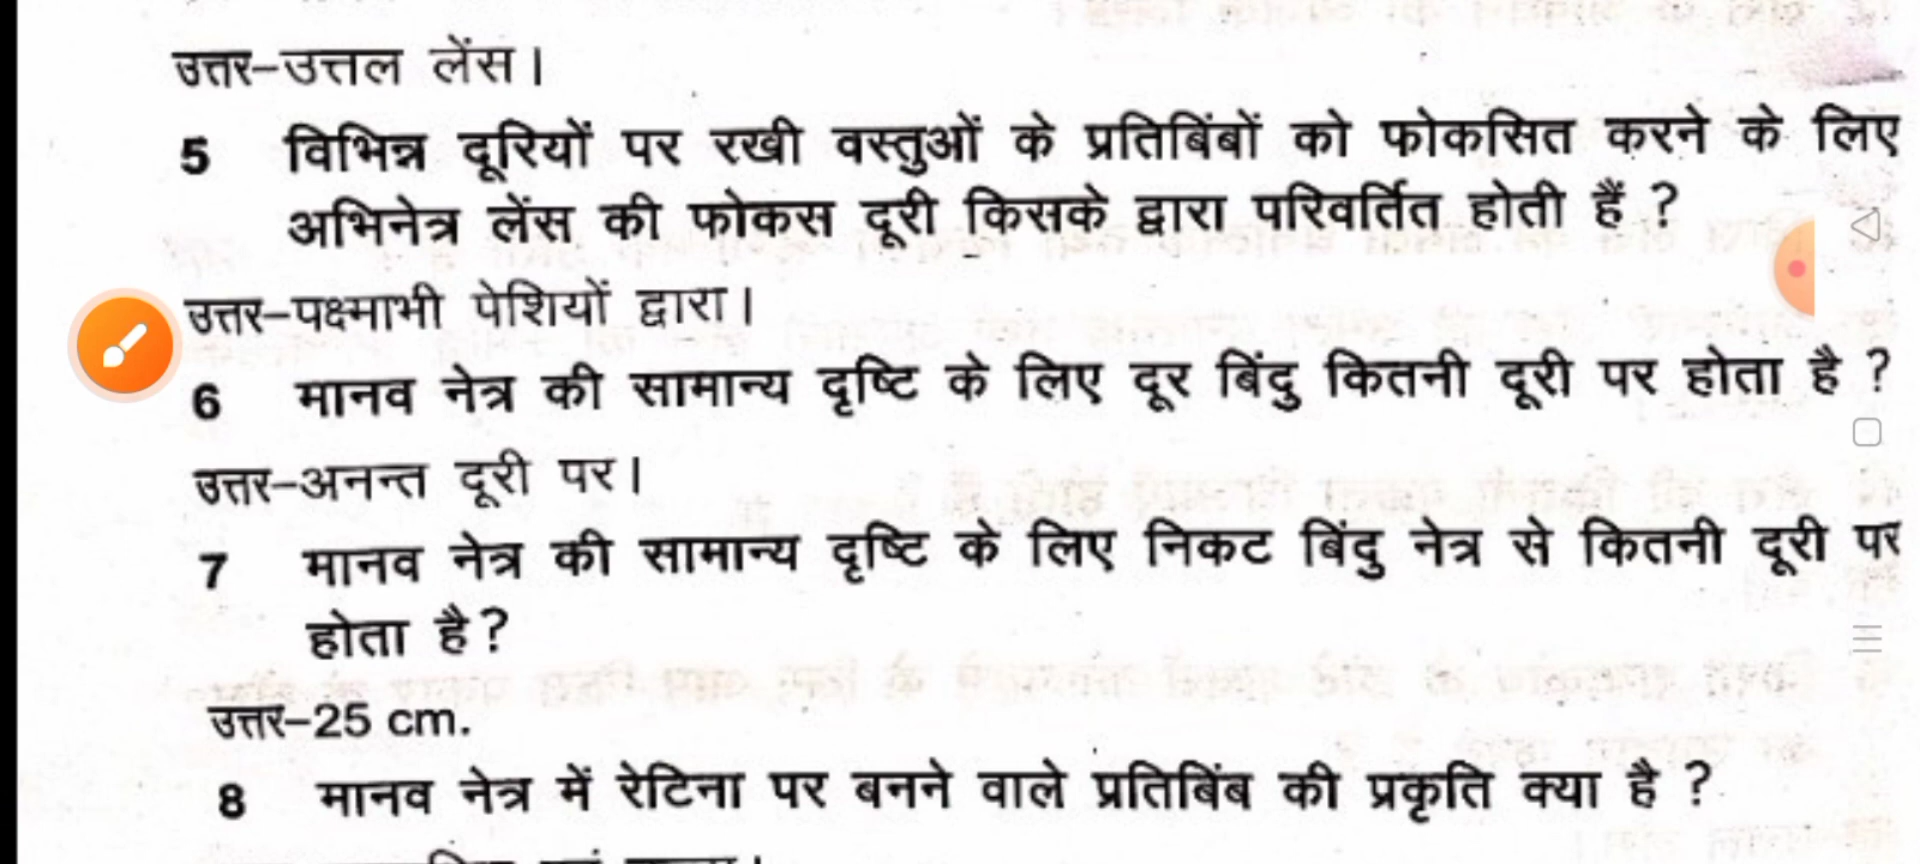 उत्तर–उत्तल लेंस।
5 विभिन्न दूरियों पर रखी वस्तुओं के प्रतिबिंबों को फोकसित करने के लिए
अभिनेत्र लेंस की फोकस दूरी किसके द्वारा परिवर्तित होती हैं ?
उत्तर–पक्ष्माभी पेशियों द्वारा।
6 मानव नेत्र की सामान्य दृष्टि के लिए दूर बिंदु कितनी दूरी पर होता है ?
उत्तर–अनन्त दूरी पर।
7 मानव नेत्र की सामान्य दृष्टि के लिए निकट बिंदु नेत्र से कितनी दूरी पर
होता है?
उत्तर–25 cm.
8 मानव नेत्र में रेटिना पर बनने वाले प्रतिबिंब की प्रकृति क्या है ?